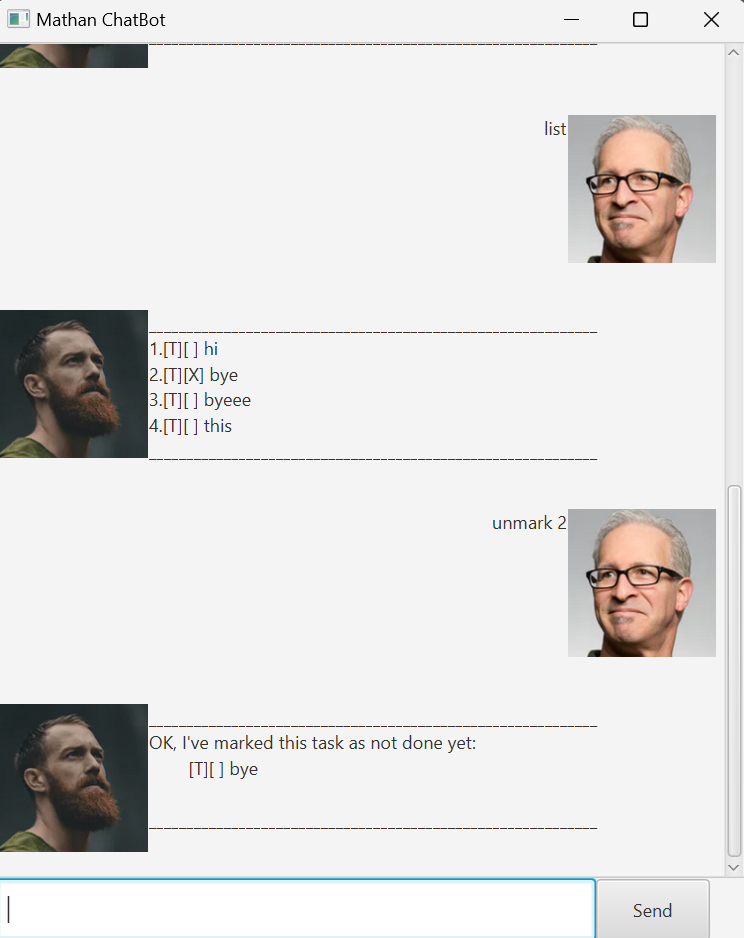 Mathan ChatBot
____________________________________________________________
list
____________________________________________________________
1.[T][ ] hi
2.[T][X] bye
3.[T][ ] byeee
4.[T][ ] this
____________________________________________________________
unmark 2
____________________________________________________________
OK, I've marked this task as not done yet:
[T][ ] bye
____________________________________________________________
Send